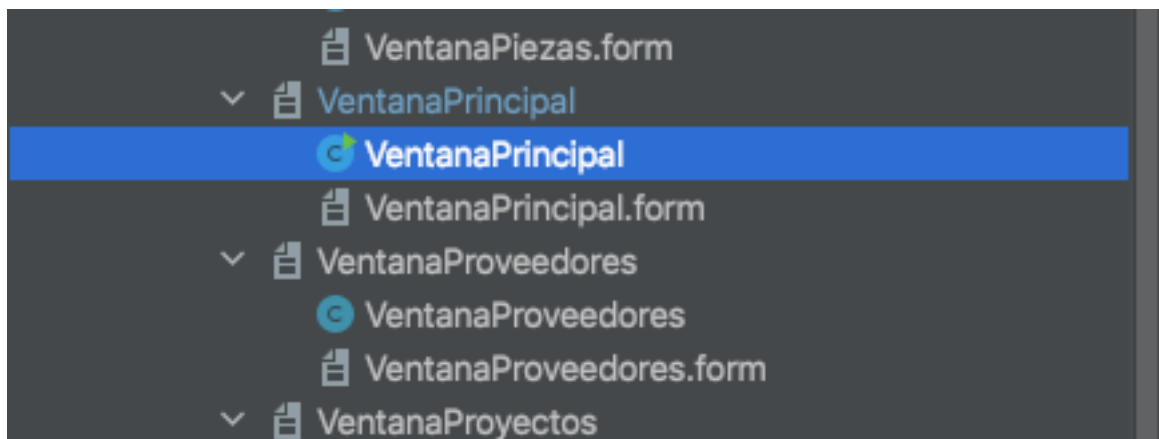 VentanaPiezas.form
VentanaPrincipal
C VentanaPrincipal
VentanaPrincipal.form
VentanaProveedores
C VentanaProveedores
VentanaProveedores.form
VentanaProyectos